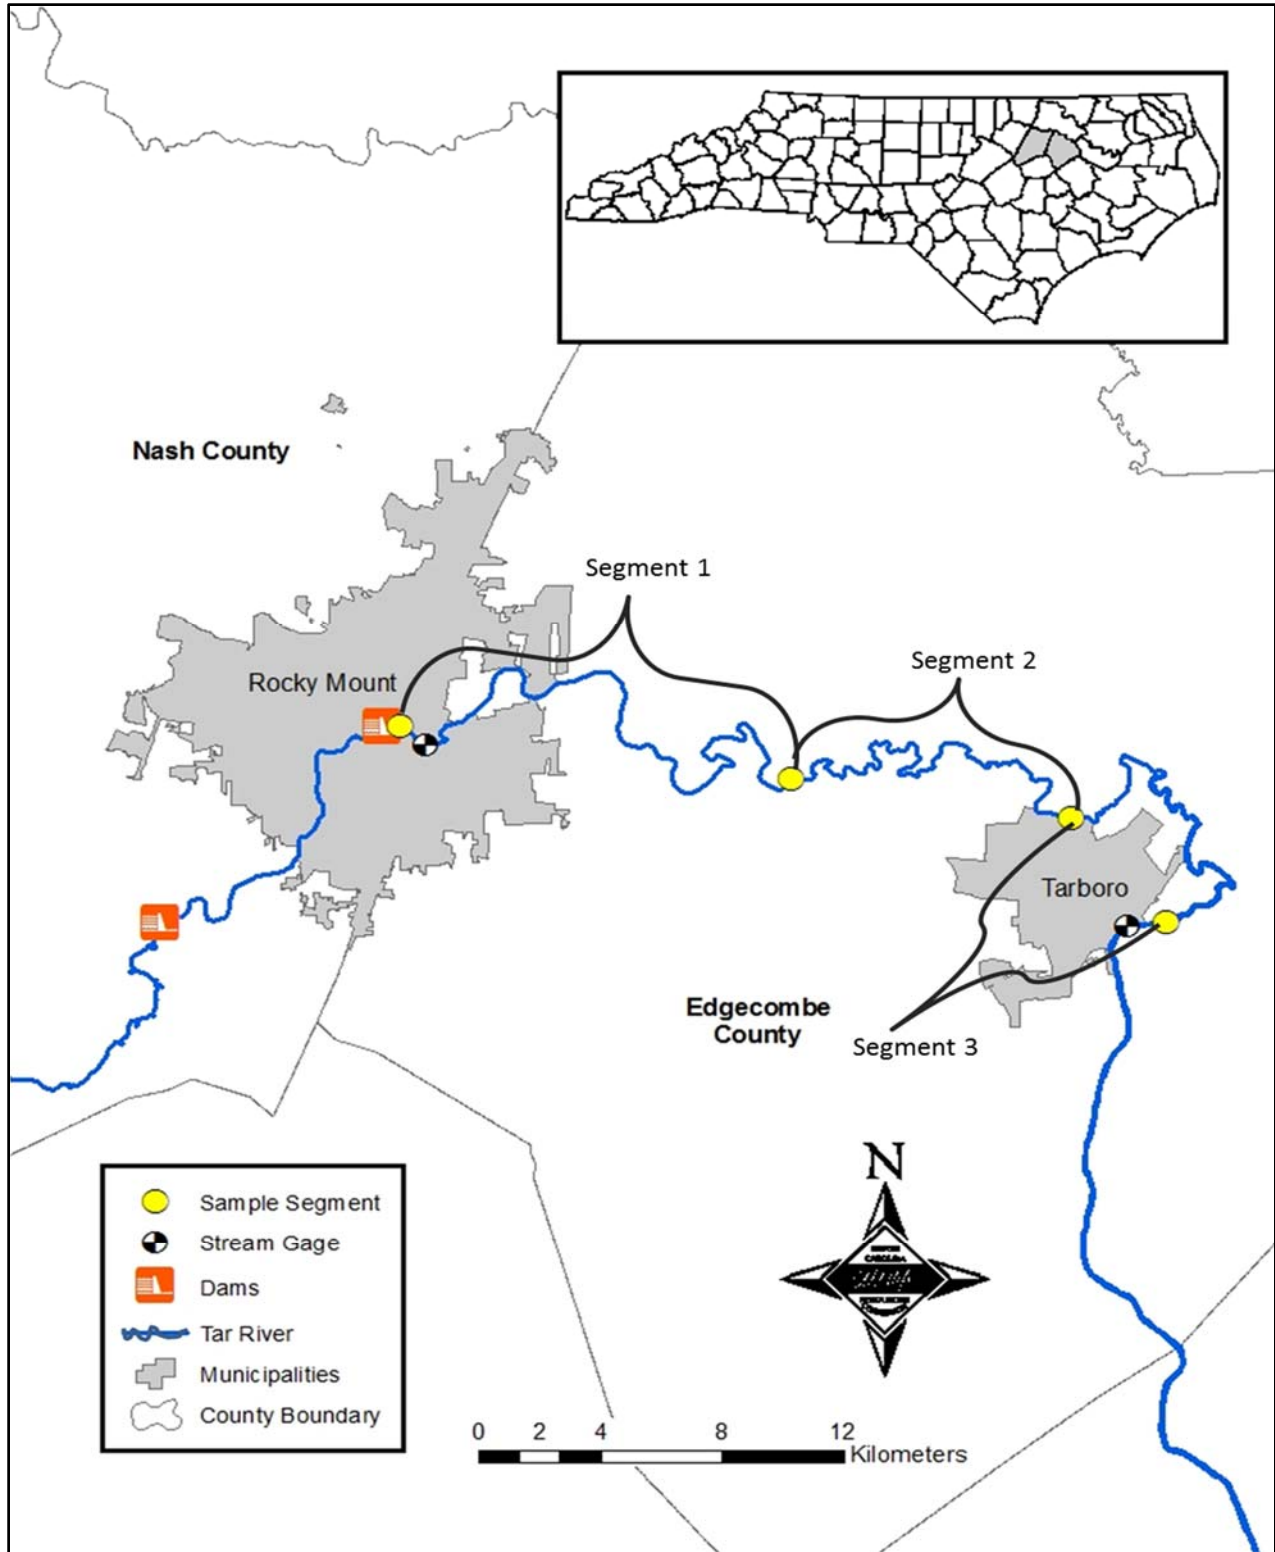 Nash County
Segment 1
Segment 2
Rocky Mount
Tarboro
Edgecombe
County
Segment 3
N
CAROLINA
Sample Segment
Stream Gage
Dams
Tar River
Municipalities
County Boundary
0 2 4 8 12
Kilometers